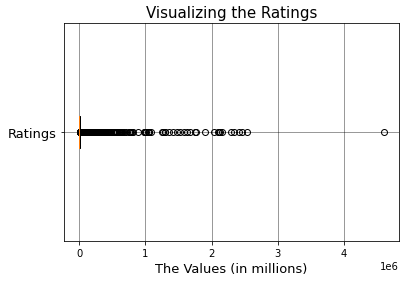 Visualizing the Ratings
Ratings
0 1 2 3 4
1e6
The Values (in millions)